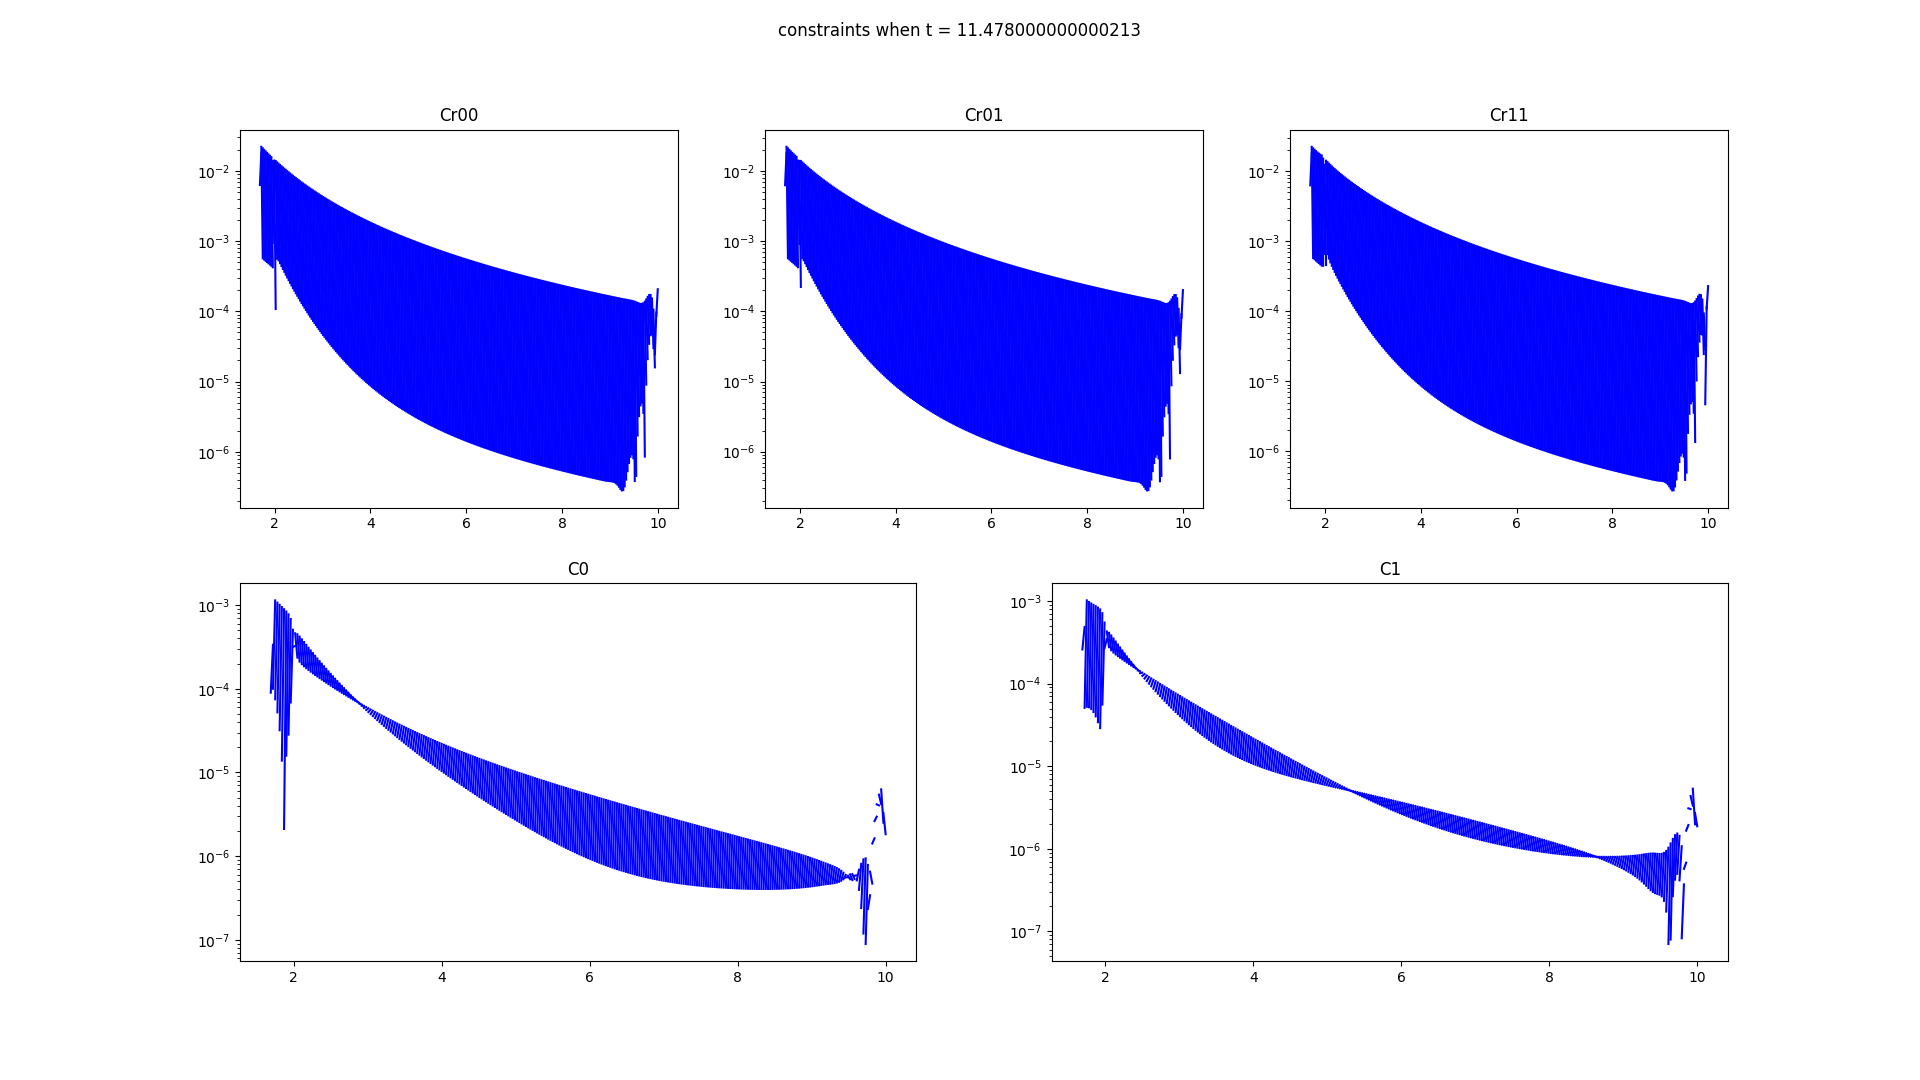 constraints when t = 11.478000000000213
Cr00 Cr01 Cr11
10⁻² 10⁻² 10⁻²
10⁻³ 10⁻³ 10⁻³
10⁻⁴ 10⁻⁴ 10⁻⁴
10⁻⁵ 10⁻⁵ 10⁻⁵
10⁻⁶ 10⁻⁶ 10⁻⁶
2 4 6 8 10 2 4 6 8 10 2 4 6 8 10
C0 C1
10⁻³ 10⁻³
10⁻⁴ 10⁻⁴
10⁻⁵ 10⁻⁵
10⁻⁶ 10⁻⁶
10⁻⁷ 10⁻⁷
2 4 6 8 10 2 4 6 8 10